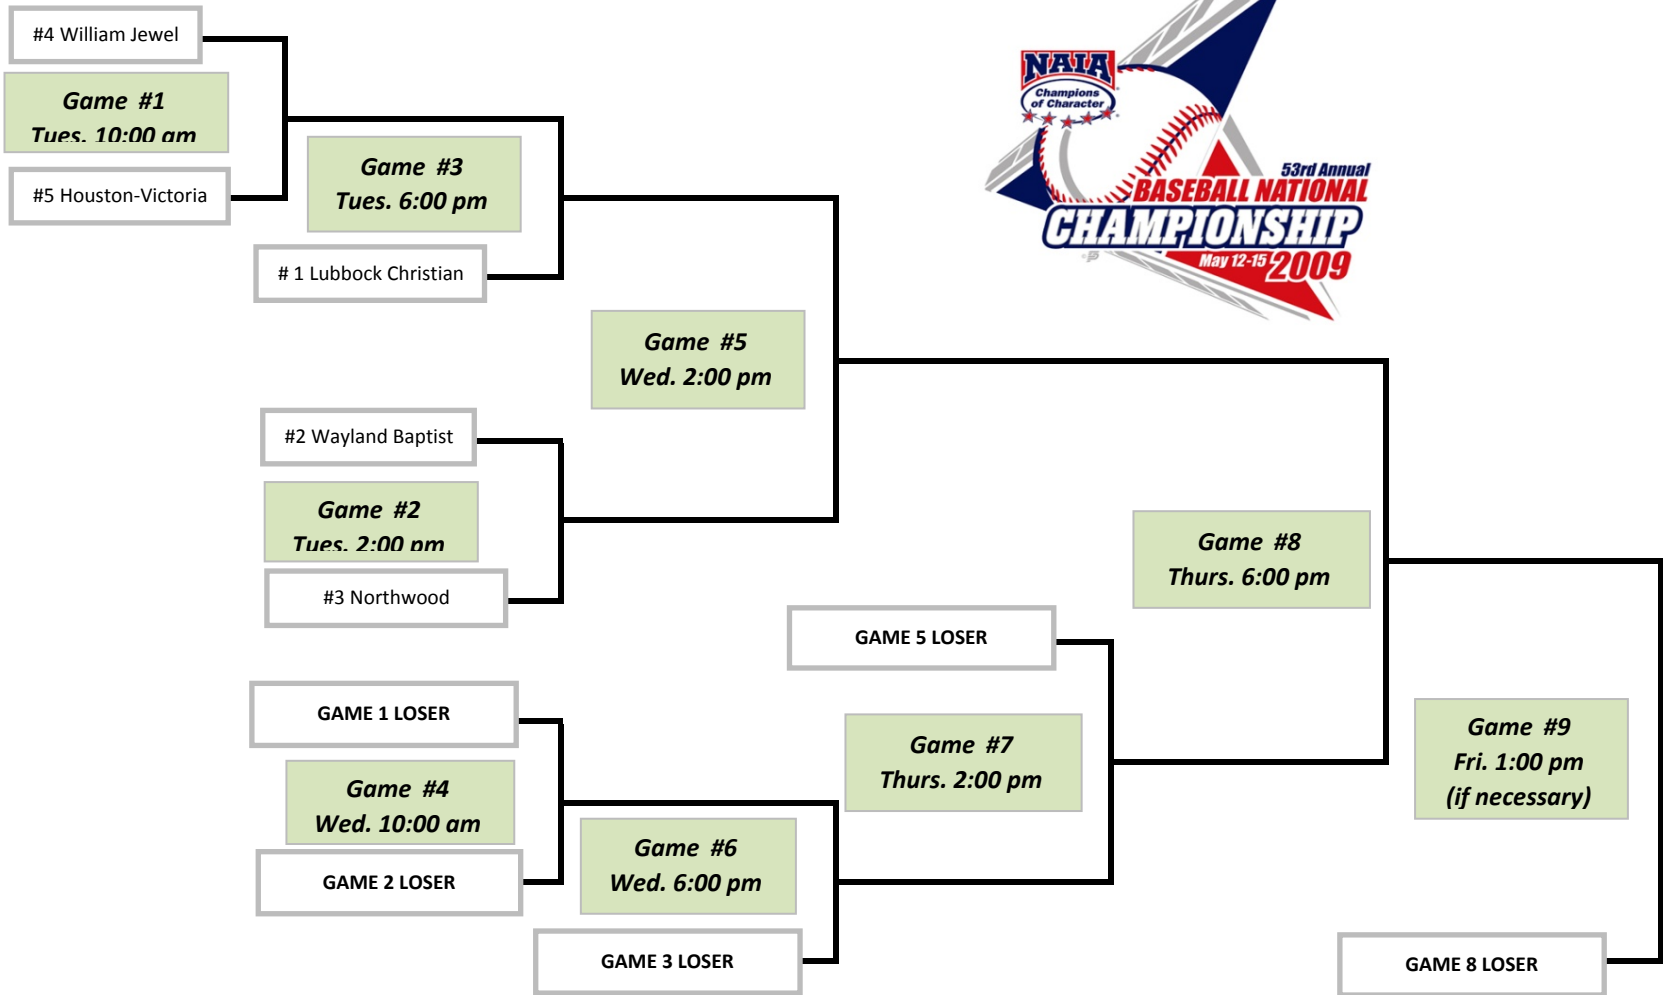 #4 William Jewel
Game #1
Tues. 10:00 am
#5 Houston-Victoria
Game #3
Tues. 6:00 pm
# 1 Lubbock Christian
NAIA
Champions
of Character
53rd Annual
BASEBALL NATIONAL
CHAMPIONSHIP
May 12-15 2009
Game #5
Wed. 2:00 pm
#2 Wayland Baptist
Game #2
Tues. 2:00 pm
#3 Northwood
Game #8
Thurs. 6:00 pm
GAME 5 LOSER
GAME 1 LOSER
Game #4
Wed. 10:00 am
GAME 2 LOSER
Game #7
Thurs. 2:00 pm
Game #6
Wed. 6:00 pm
GAME 3 LOSER
Game #9
Fri. 1:00 pm
(if necessary)
GAME 8 LOSER